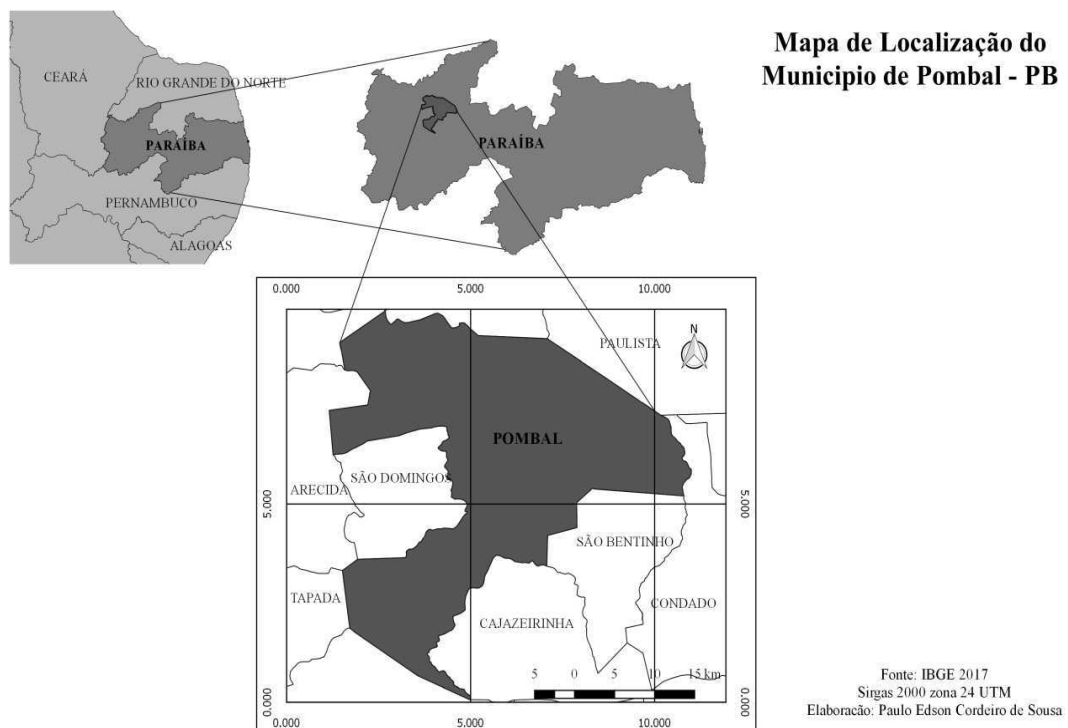 Mapa de Localização do
Municipio de Pombal - PB
CEARÁ
RIO GRANDE DO NORTE
PARAÍBA
PERNAMBUCO
ALAGOAS
PARAÍBA
0.000 5.000 10.000
PAULISTA
N
POMBAL
SÃO DOMINGOS
ARECIDA
5.000
5.000
SÃO BENTINHO
TAPADA
CONDADO
CAJAZEIRINHA
5 0 5 10 15 km
0.000
0.000
0.000 5.000 10.000
Fonte: IBGE 2017
Sirgas 2000 zona 24 UTM
Elaboracão: Paulo Edson Cordeiro de Sousa